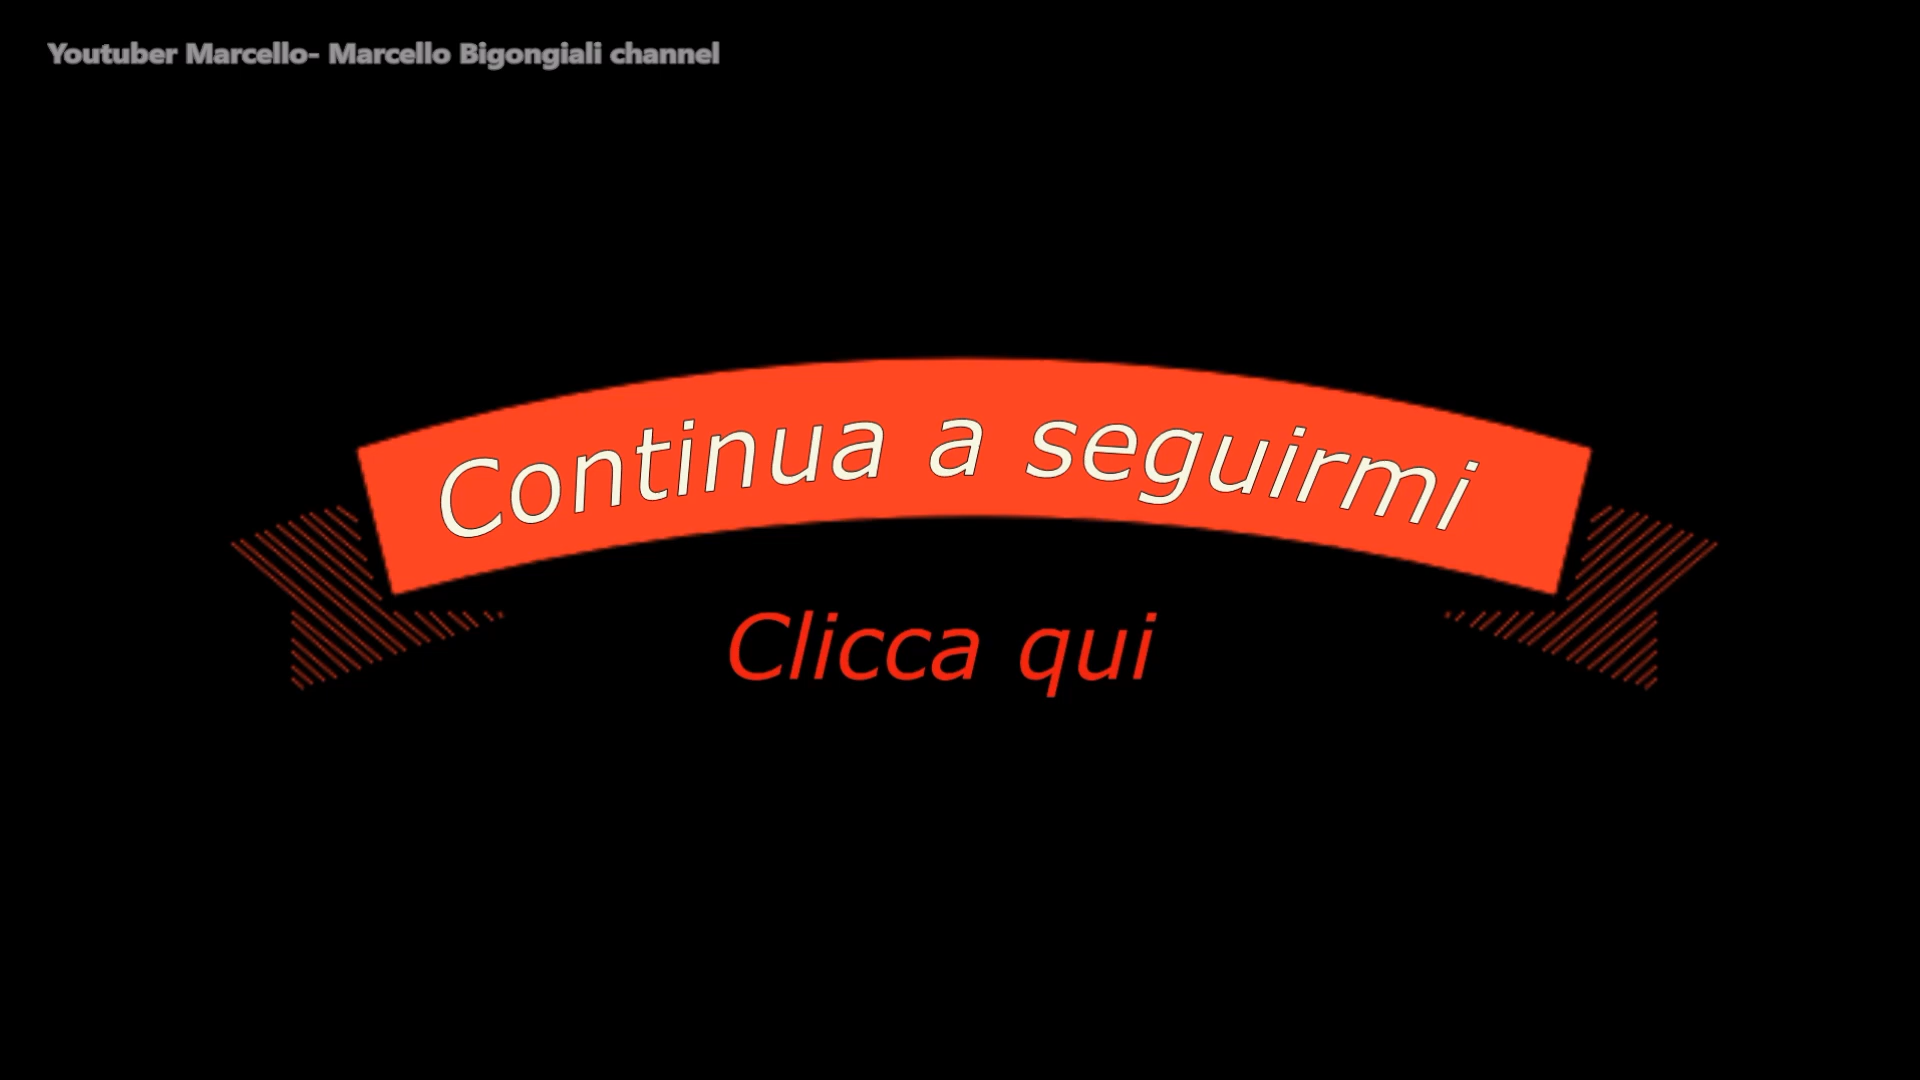 Youtuber Marcello- Marcello Bigongiali channel
Continua a seguirmi
Clicca qui